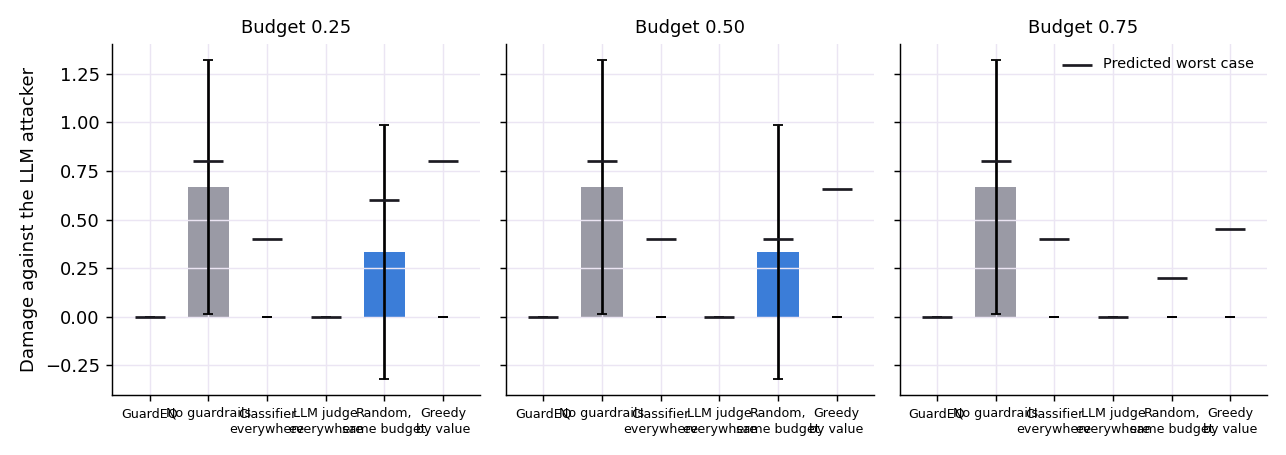 Budget 0.25
Budget 0.50
Budget 0.75
Damage against the LLM attacker
1.25
1.00
0.75
0.50
0.25
0.00
−0.25
Predicted worst case
GuardEQ
No guardrails
Classifier
everywhere
LLM judge
everywhere
Random,
same budget
Greedy
by value
GuardEQ
No guardrails
Classifier
everywhere
LLM judge
everywhere
Random,
same budget
Greedy
by value
GuardEQ
No guardrails
Classifier
everywhere
LLM judge
everywhere
Random,
same budget
Greedy
by value